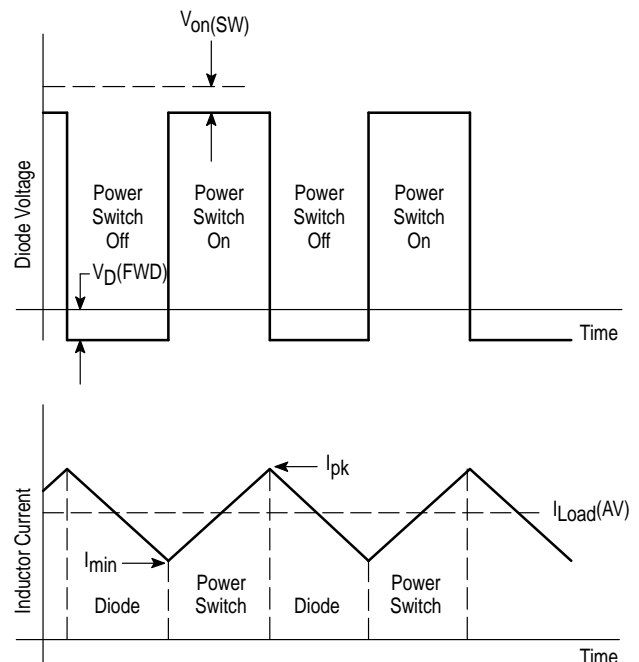 Von(SW)
Diode Voltage
Power
Switch
Off
Power
Switch
On
Power
Switch
Off
Power
Switch
On
VD(FWD)
Time
Inductor Current
Ipk
ILoad(AV)
Imin
Diode
Power
Switch
Diode
Power
Switch
Time